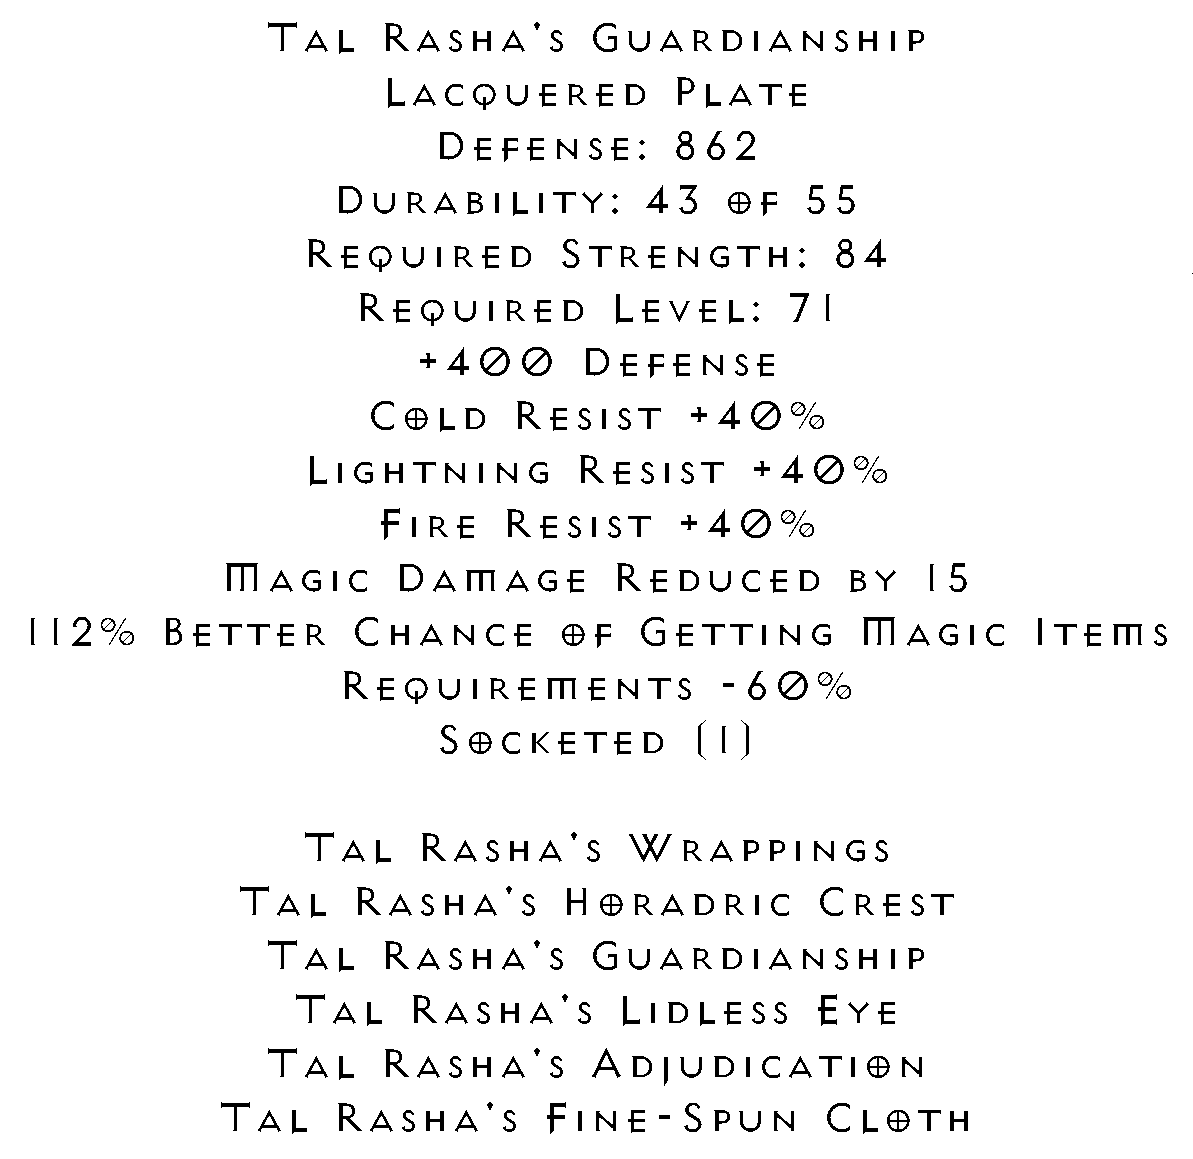 Tal Rasha's Guardianship
Lacquered Plate
Defense: 862
Durability: 43 of 55
Required Strength: 84
Required Level: 71
+400 Defense
Cold Resist +40%
Lightning Resist +40%
Fire Resist +40%
Magic Damage Reduced by 15
112% Better Chance of Getting Magic Items
Requirements -60%
Socketed (1)

Tal Rasha's Wrappings
Tal Rasha's Horadric Crest
Tal Rasha's Guardianship
Tal Rasha's Lidless Eye
Tal Rasha's Adjudication
Tal Rasha's Fine-Spun Cloth